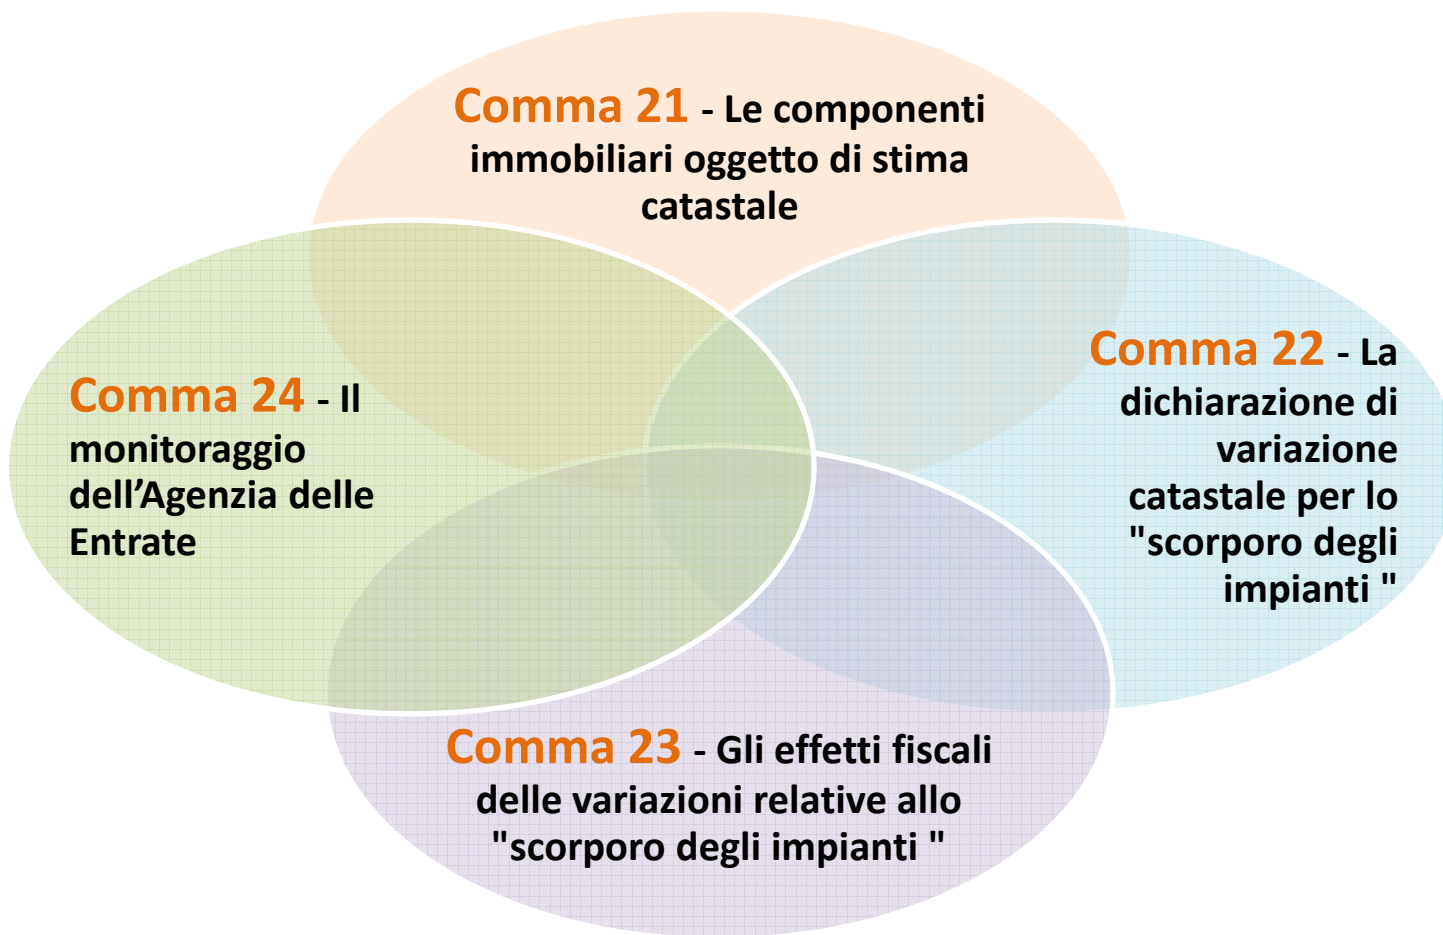 Comma 21 - Le componenti
immobiliari oggetto di stima
catastale
Comma 22 - La
dichiarazione di
variazione
catastale per lo
"scorporo degli
impianti "
Comma 23 - Gli effetti fiscali
delle variazioni relative allo
"scorporo degli impianti "
Comma 24 - Il
monitoraggio
dell’Agenzia delle
Entrate